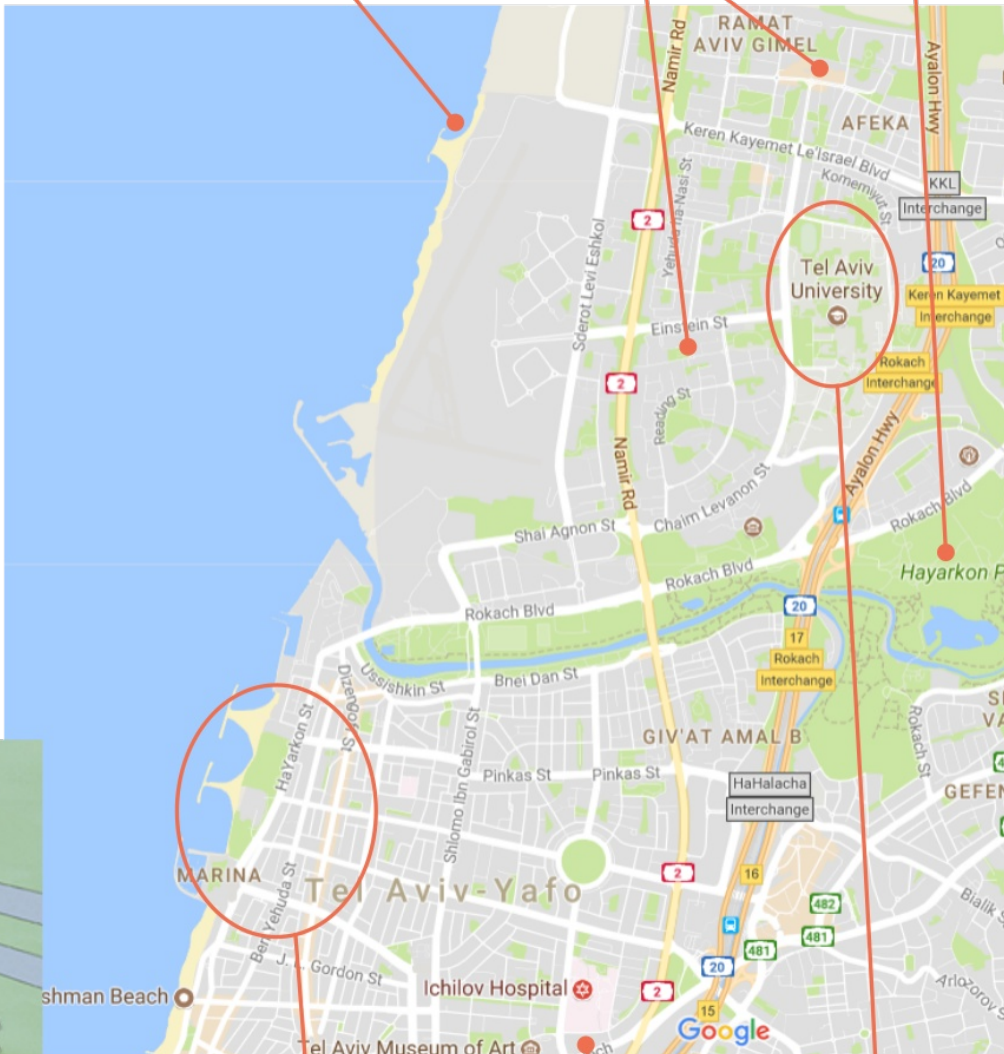 RAMAT
AVIV GIMEL
Namir Rd
Ayalon Hwy
AFEKA
Keren Kayemet Le'Israel Blvd
Komemiyut St
KKL
Interchange
2
Yehuda ha-Nasi St
20
Tel Aviv
University
Sderot Levi Eshkol
Keren Kayemet
Interchange
Einstein St
Rokach
Interchange
2
Reading St
Namir Rd
Ayalon Hwy
Chaim Levanon St
Rokach Blvd
Shai Agnon St
Hayarkon P
Rokach Blvd
Rokach Blvd
20
17
Rokach
Interchange
Ussishkin St
Dizengoff St
Bnei Dan St
HaYarkon St
Shlomo Ibn Gabirol St
GIV'AT AMAL B
Rokach St
Pinkas St
Pinkas St
HaHalacha
Interchange
GEFEN
MARINA
Tel Aviv-Yafo
2
16
482
481
481
Bialik S
Ben Yehuda St
J. L. Gordon St
20
Arlozorov S
shman Beach
Ichilov Hospital
2
15
Google
Tel Aviv Museum of Art